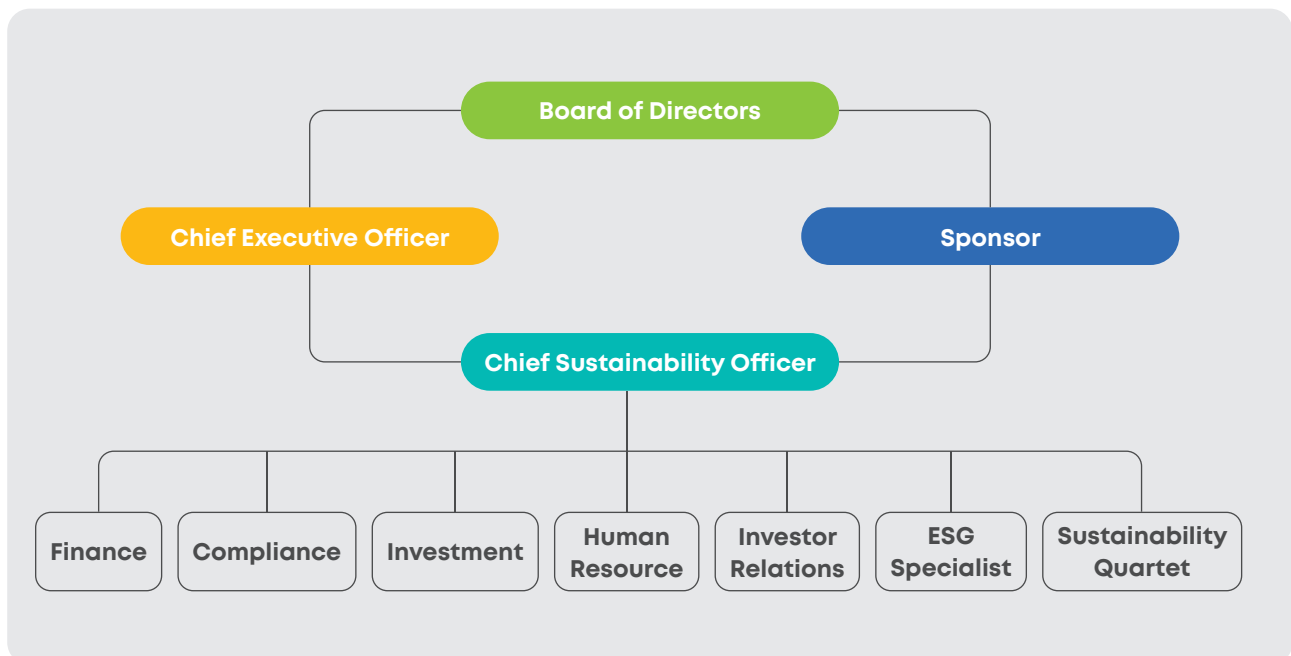 Board of Directors
Chief Executive Officer
Sponsor
Chief Sustainability Officer
Finance
Compliance
Investment
Human
Resource
Investor
Relations
ESG
Specialist
Sustainability
Quartet